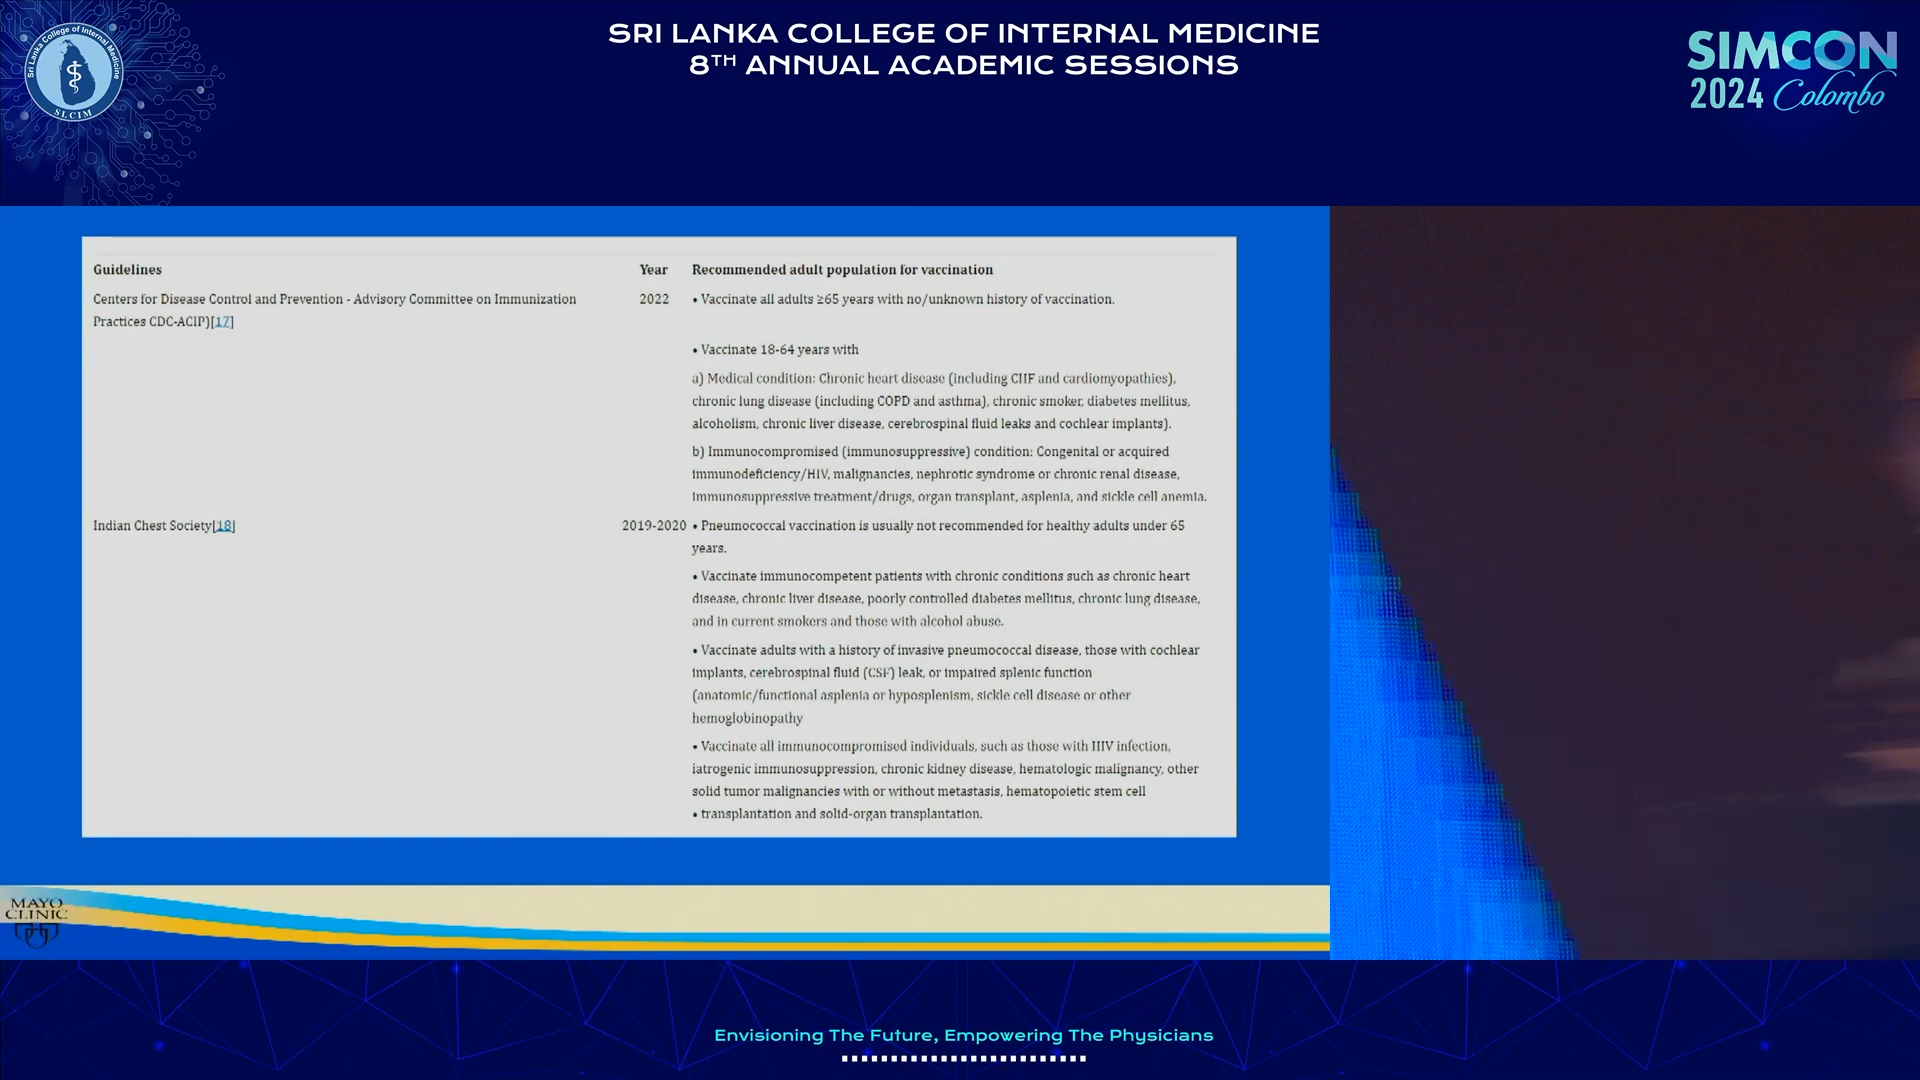 Sri Lanka College of Internal Medicine
SLCIM
SRI LANKA COLLEGE OF INTERNAL MEDICINE
8TH ANNUAL ACADEMIC SESSIONS
SIMCON
2024 Colombo
Guidelines Year Recommended adult population for vaccination
Centers for Disease Control and Prevention - Advisory Committee on Immunization 2022 • Vaccinate all adults ≥65 years with no/unknown history of vaccination.
Practices CDC-ACIP)[17]
• Vaccinate 18-64 years with
a) Medical condition: Chronic heart disease (including CHF and cardiomyopathies),
chronic lung disease (including COPD and asthma), chronic smoker, diabetes mellitus,
alcoholism, chronic liver disease, cerebrospinal fluid leaks and cochlear implants).
b) Immunocompromised (immunosuppressive) condition: Congenital or acquired
immunodeficiency/HIV, malignancies, nephrotic syndrome or chronic renal disease,
immunosuppressive treatment/drugs, organ transplant, asplenia, and sickle cell anemia.
Indian Chest Society[18] 2019-2020 • Pneumococcal vaccination is usually not recommended for healthy adults under 65
years.
• Vaccinate immunocompetent patients with chronic conditions such as chronic heart
disease, chronic liver disease, poorly controlled diabetes mellitus, chronic lung disease,
and in current smokers and those with alcohol abuse.
• Vaccinate adults with a history of invasive pneumococcal disease, those with cochlear
implants, cerebrospinal fluid (CSF) leak, or impaired splenic function
(anatomic/functional asplenia or hyposplenism, sickle cell disease or other
hemoglobinopathy
• Vaccinate all immunocompromised individuals, such as those with HIV infection,
iatrogenic immunosuppression, chronic kidney disease, hematologic malignancy, other
solid tumor malignancies with or without metastasis, hematopoietic stem cell
• transplantation and solid-organ transplantation.
MAYO
CLINIC
Envisioning The Future, Empowering The Physicians